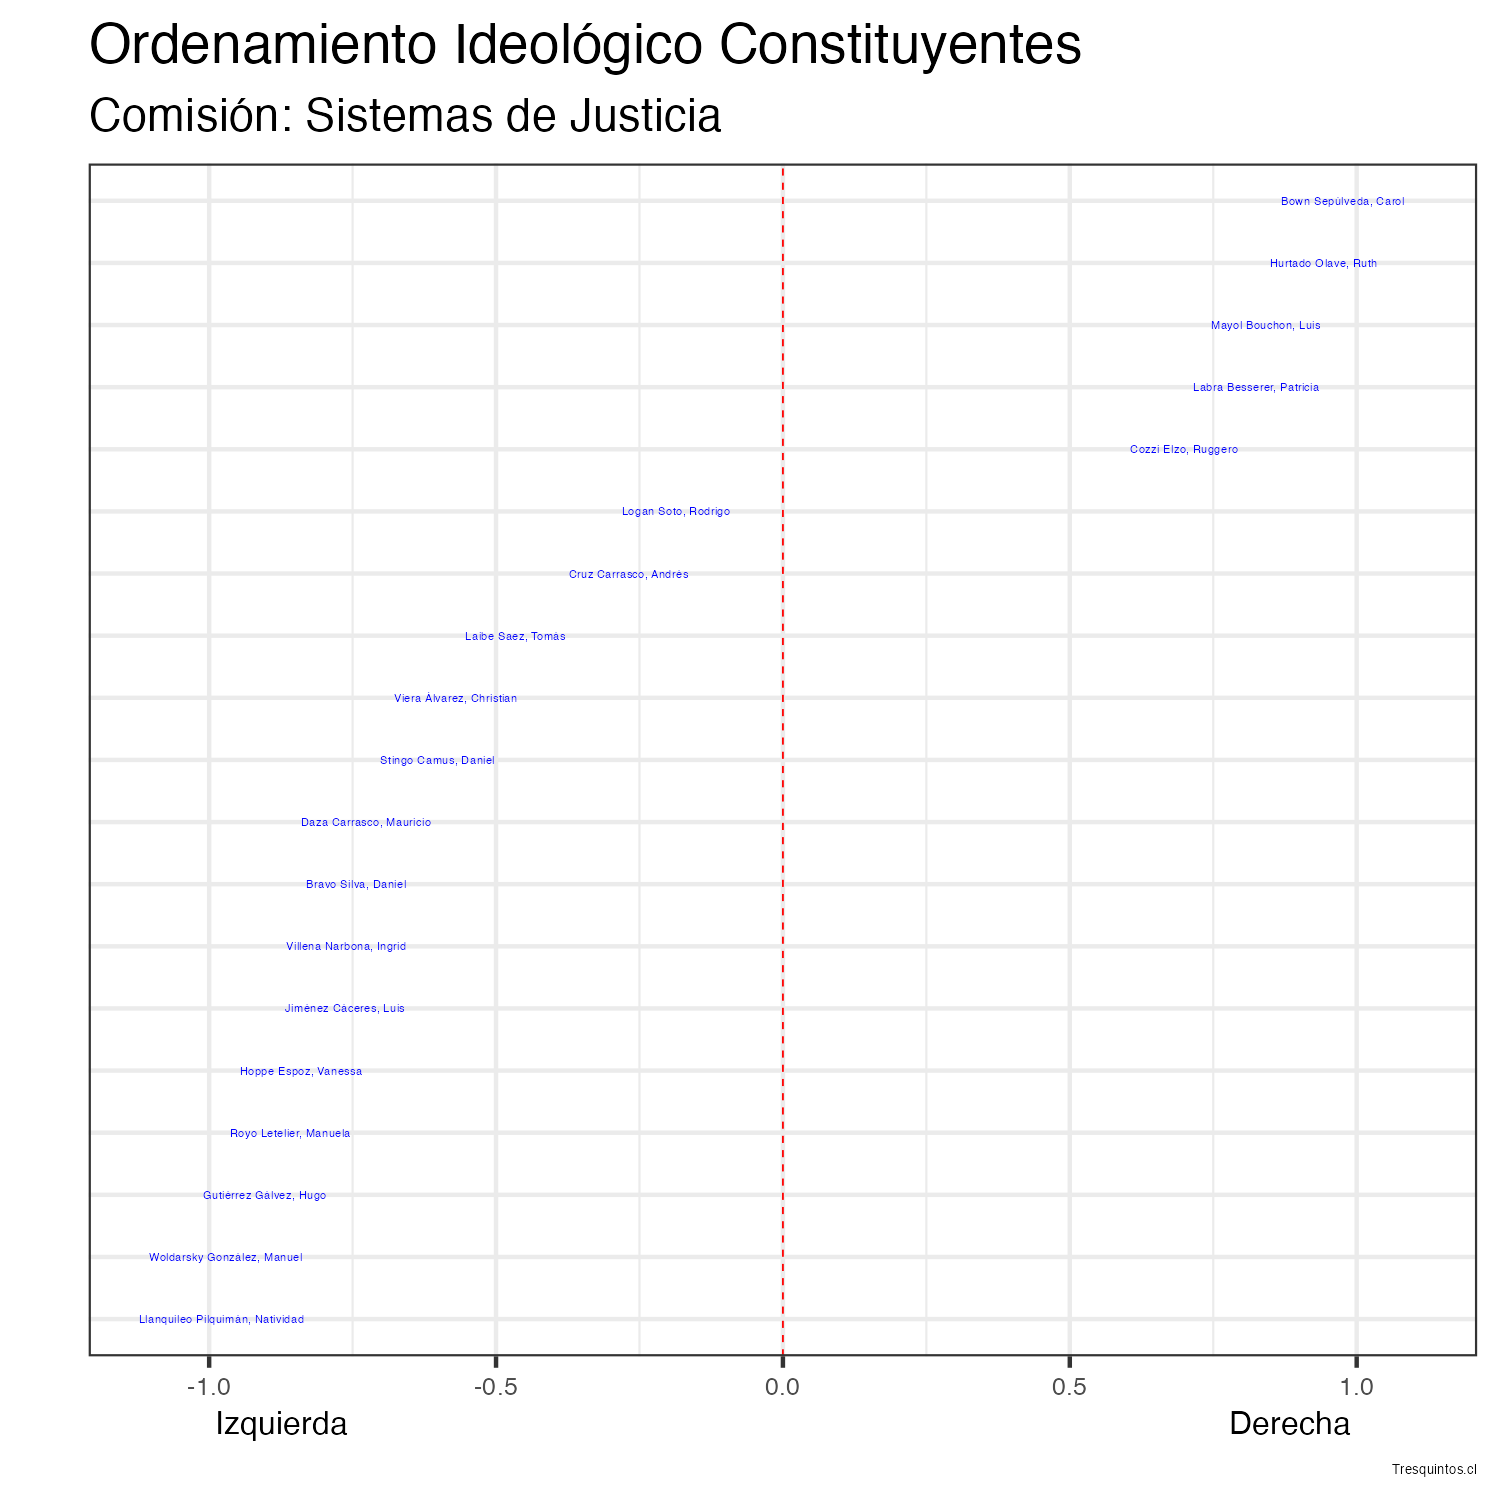 Ordenamiento Ideológico Constituyentes
Comisión: Sistemas de Justicia
Bown Sepúlveda, Carol
Hurtado Olave, Ruth
Mayol Bouchon, Luis
Labra Besserer, Patricia
Cozzi Elzo, Ruggero
Logan Soto, Rodrigo
Cruz Carrasco, Andrés
Laibe Saez, Tomás
Viera Álvarez, Christian
Stingo Camus, Daniel
Daza Carrasco, Mauricio
Bravo Silva, Daniel
Villena Narbona, Ingrid
Jiménez Cáceres, Luis
Hoppe Espoz, Vanessa
Royo Letelier, Manuela
Gutiérrez Gálvez, Hugo
Woldarsky González, Manuel
Llanquileo Pilquimán, Natividad
-1.0 -0.5 0.0 0.5 1.0
Izquierda Derecha
Tresquintos.cl